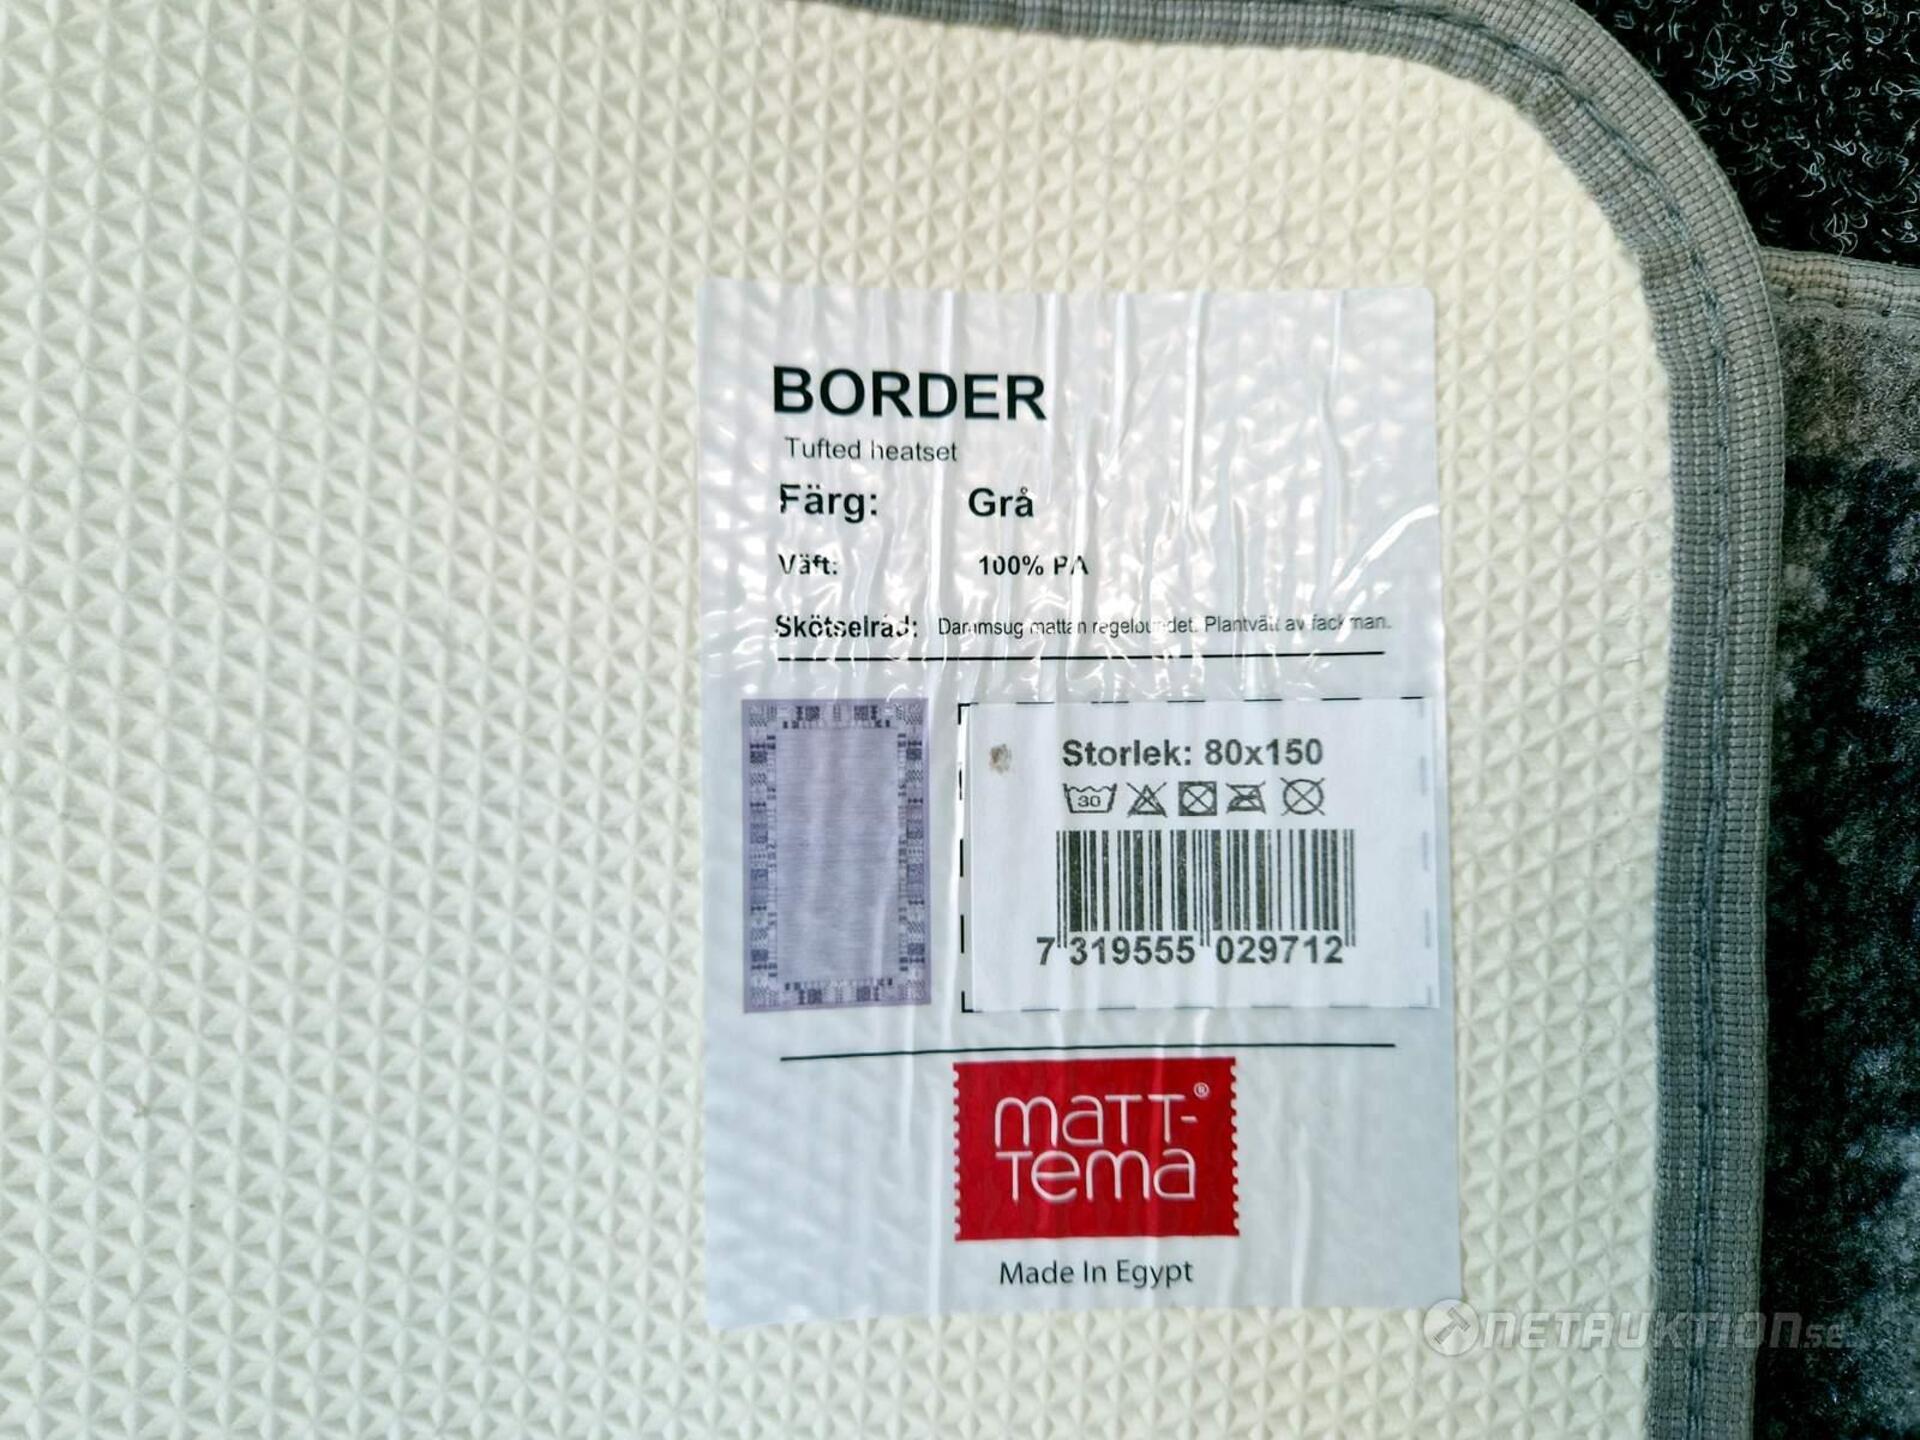 BORDER
Tufted heatset
Färg: Grå
Väft: 100% PA
Skötselråd: Dammsug mattan regelbundet. Plantvätt av fackman.
Storlek: 80x150
30
7 319555 029712
matt-®
Tema
Made In Egypt
NETAUKTION.se